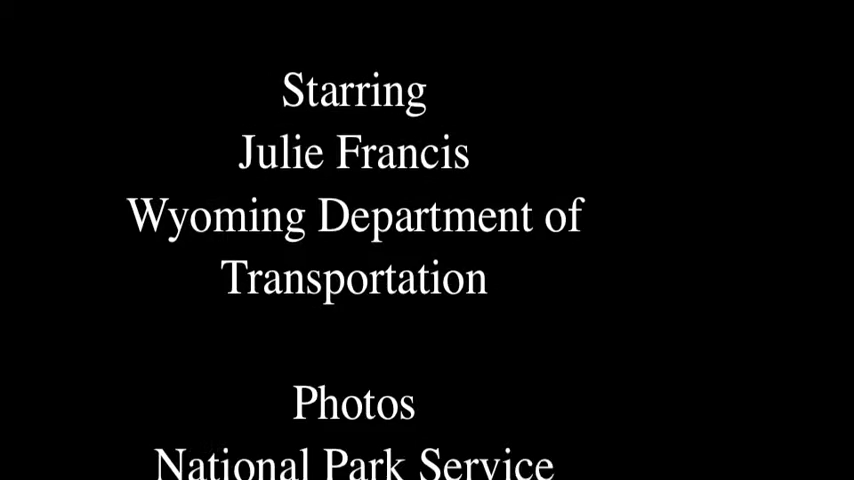 Starring
Julie Francis
Wyoming Department of
Transportation
Photos
National Park Service